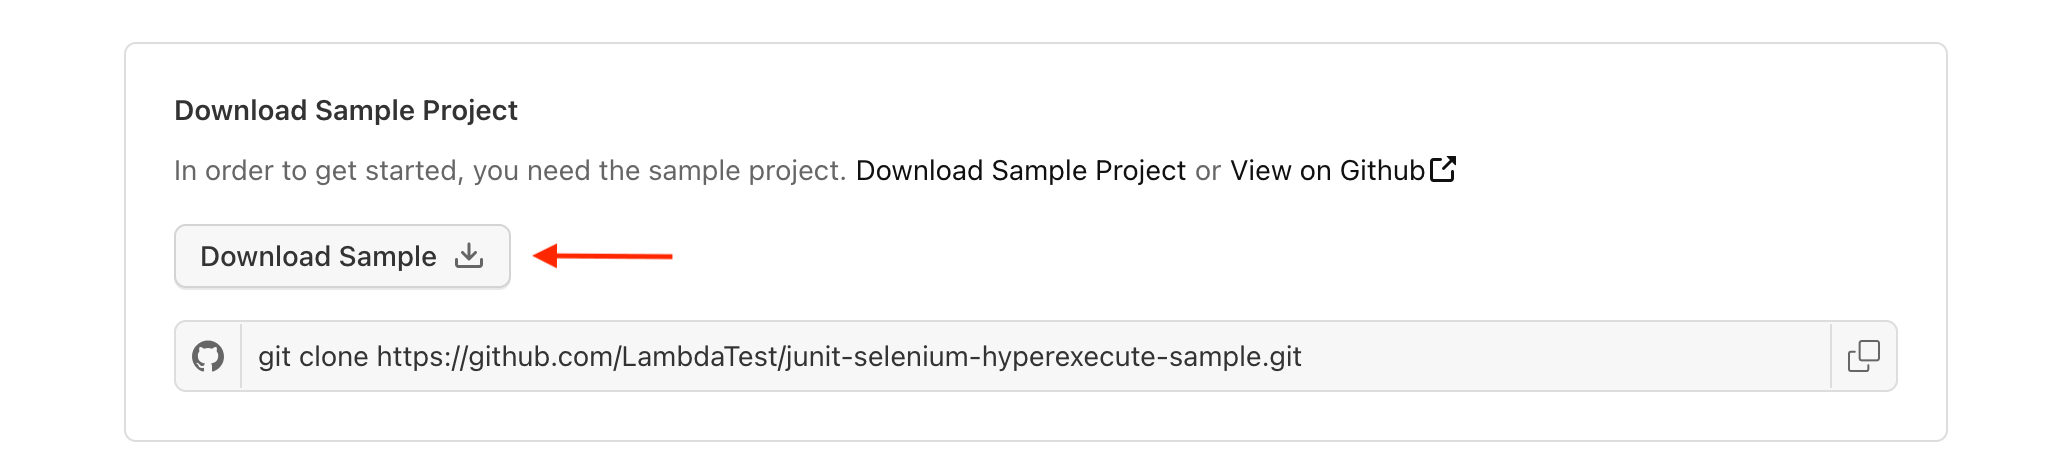 Download Sample Project
In order to get started, you need the sample project. Download Sample Project or View on Github
Download Sample
git clone https://github.com/LambdaTest/junit-selenium-hyperexecute-sample.git